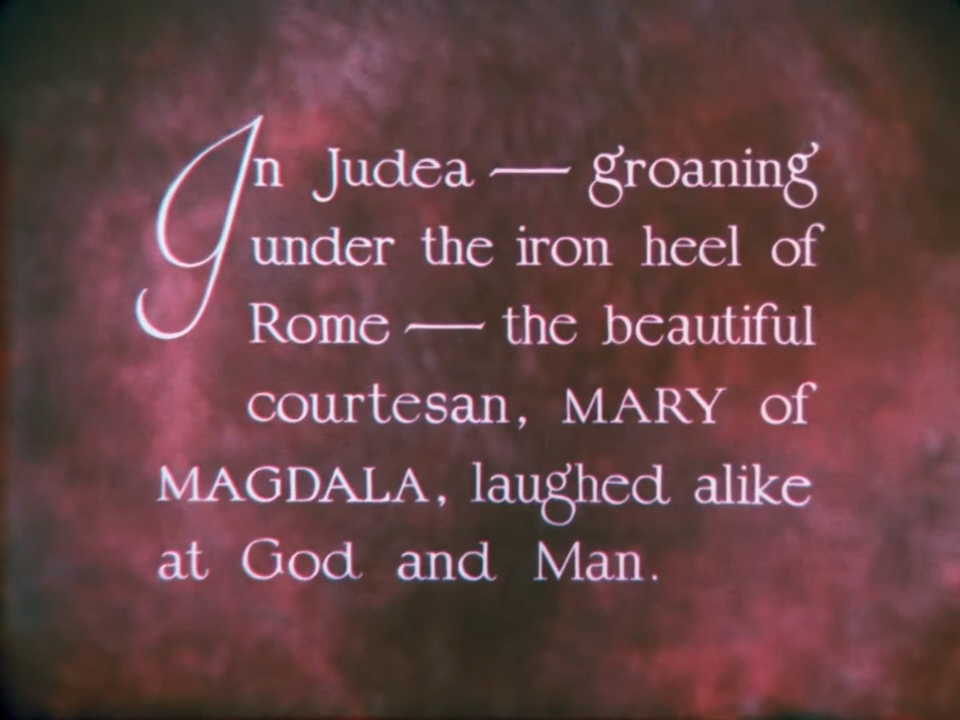 In Judea — groaning
under the iron heel of
Rome — the beautiful
courtesan, MARY of
MAGDALA, laughed alike
at God and Man.